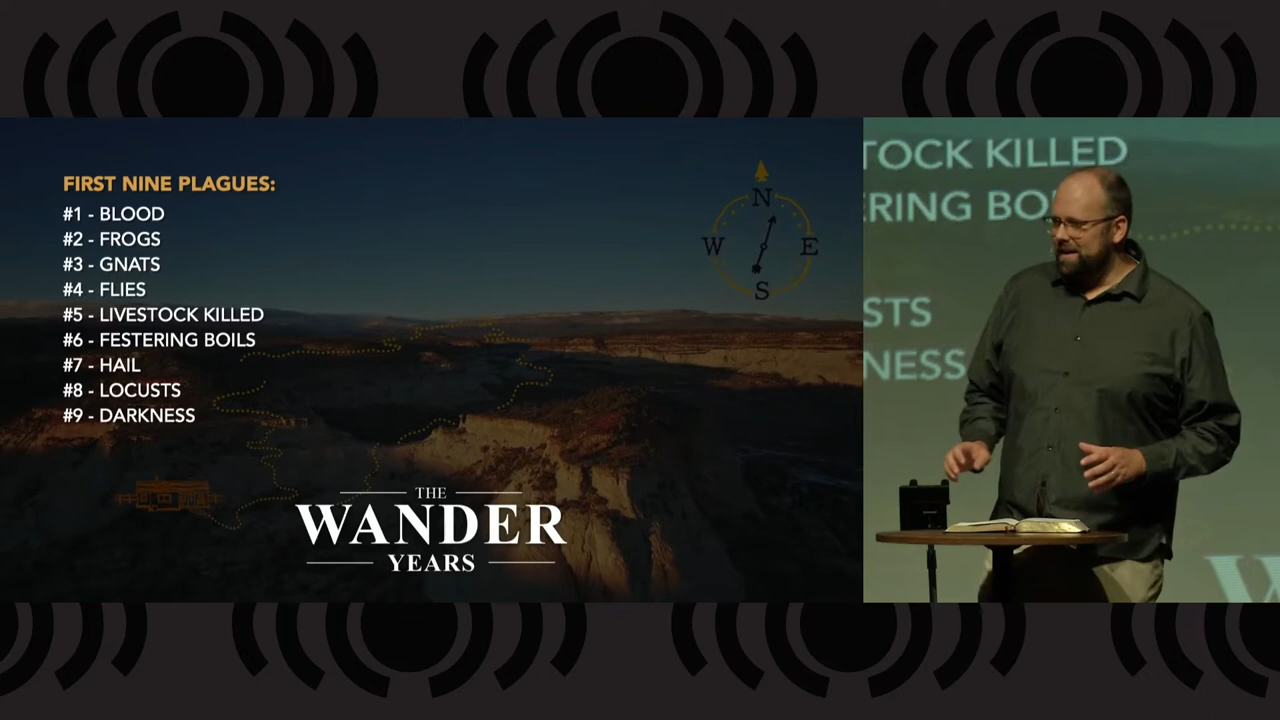 FIRST NINE PLAGUES:
#1 - BLOOD
#2 - FROGS
#3 - GNATS
#4 - FLIES
#5 - LIVESTOCK KILLED
#6 - FESTERING BOILS
#7 - HAIL
#8 - LOCUSTS
#9 - DARKNESS
N
W E
S
THE
WANDER
YEARS
TOCK KILLED
ERING BO
STS
NESS
W